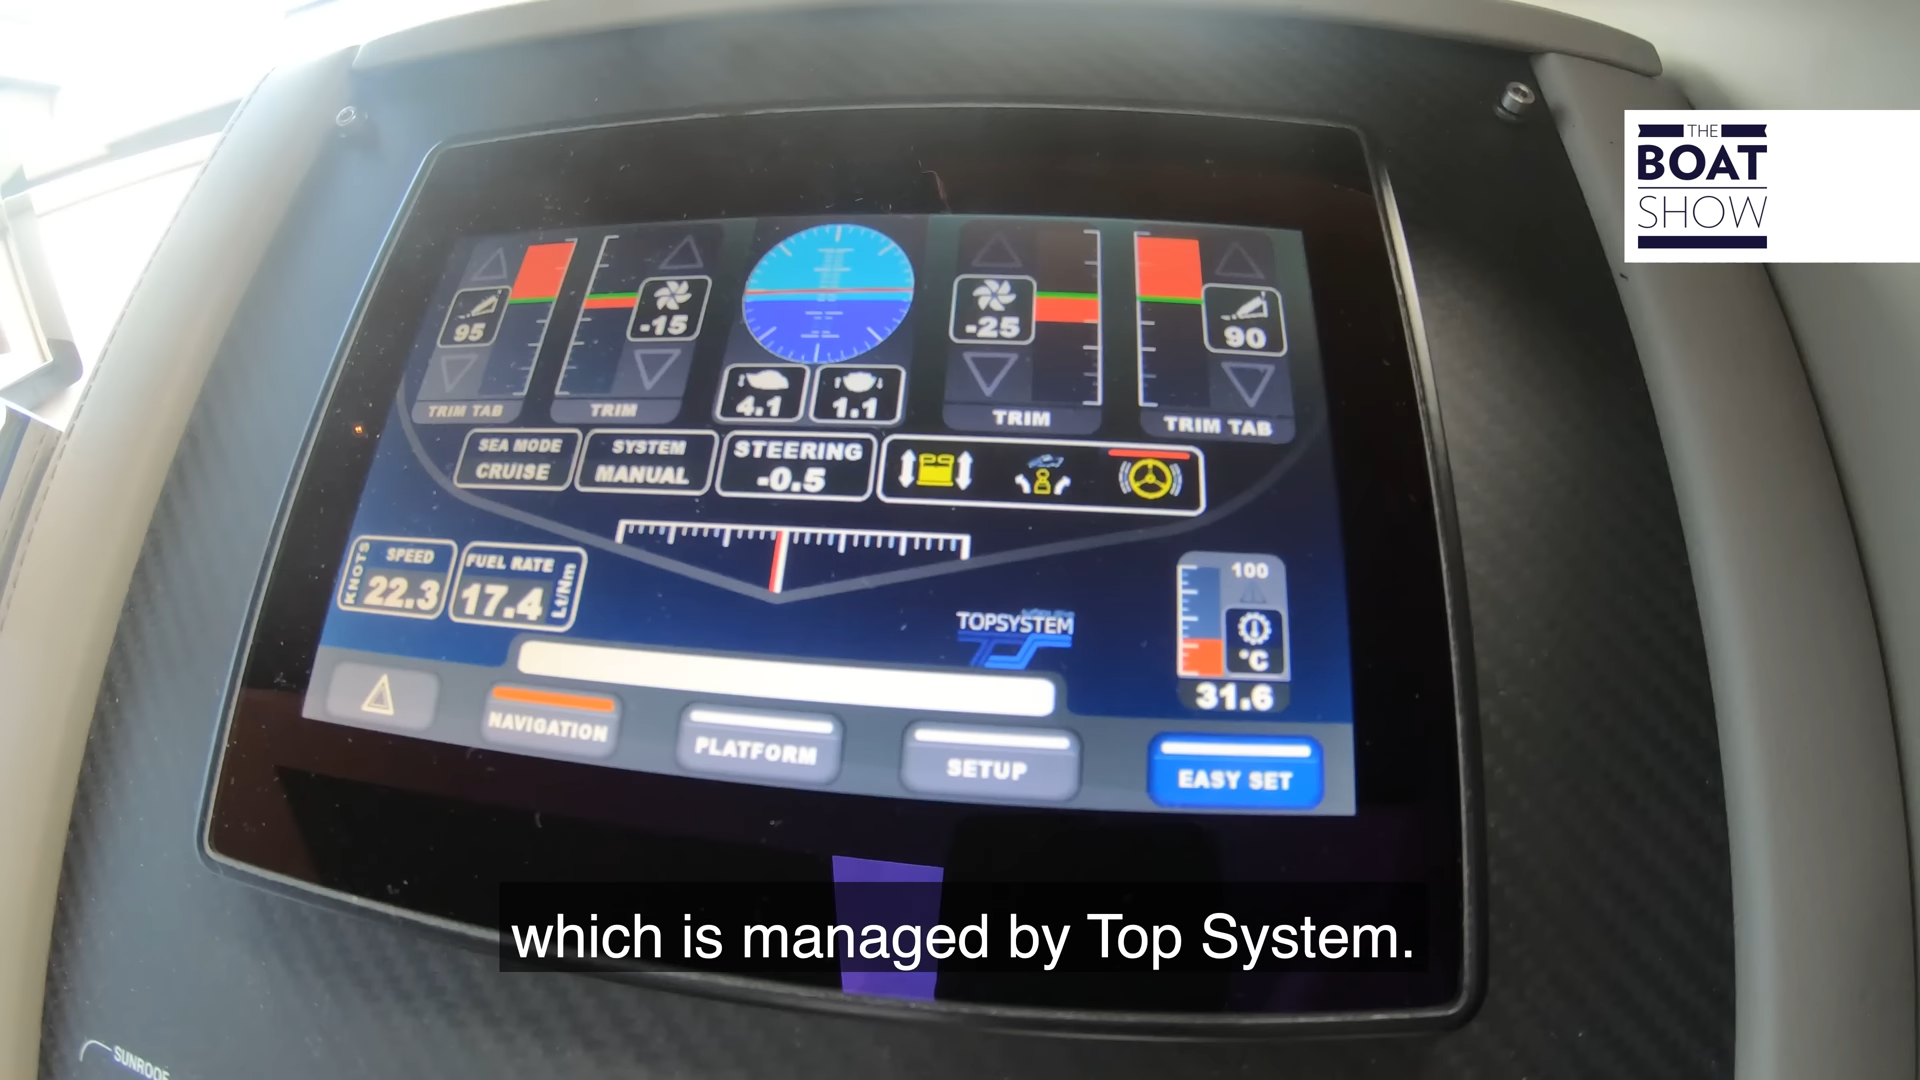 THE
BOAT
SHOW
95
-15
-25
90
TRIM TAB
TRIM
4.1
1.1
TRIM
TRIM TAB
SEA MODE
CRUISE
SYSTEM
MANUAL
STEERING
-0.5
KNOTS
SPEED
22.3
FUEL RATE
17.4
Lt/Nm
TOPSYSTEM
100
°C
31.6
NAVIGATION
PLATFORM
SETUP
EASY SET
which is managed by Top System.
SUNROOF